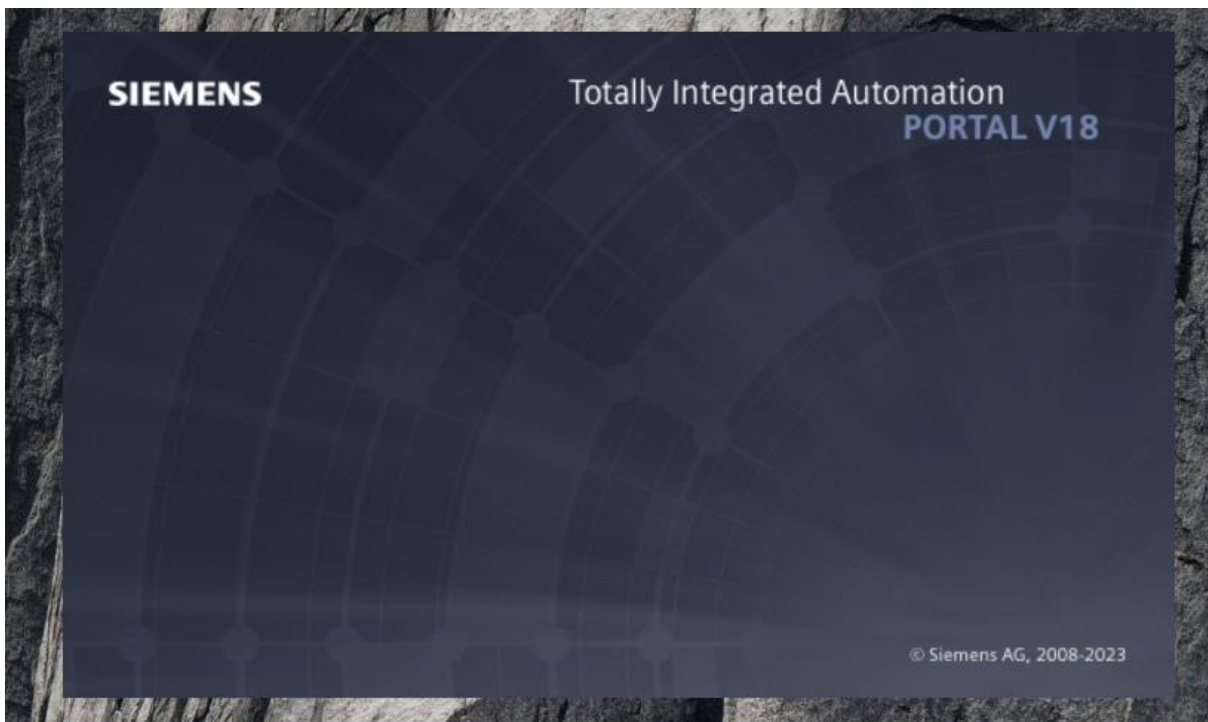 SIEMENS
Totally Integrated Automation
PORTAL V18
© Siemens AG, 2008-2023